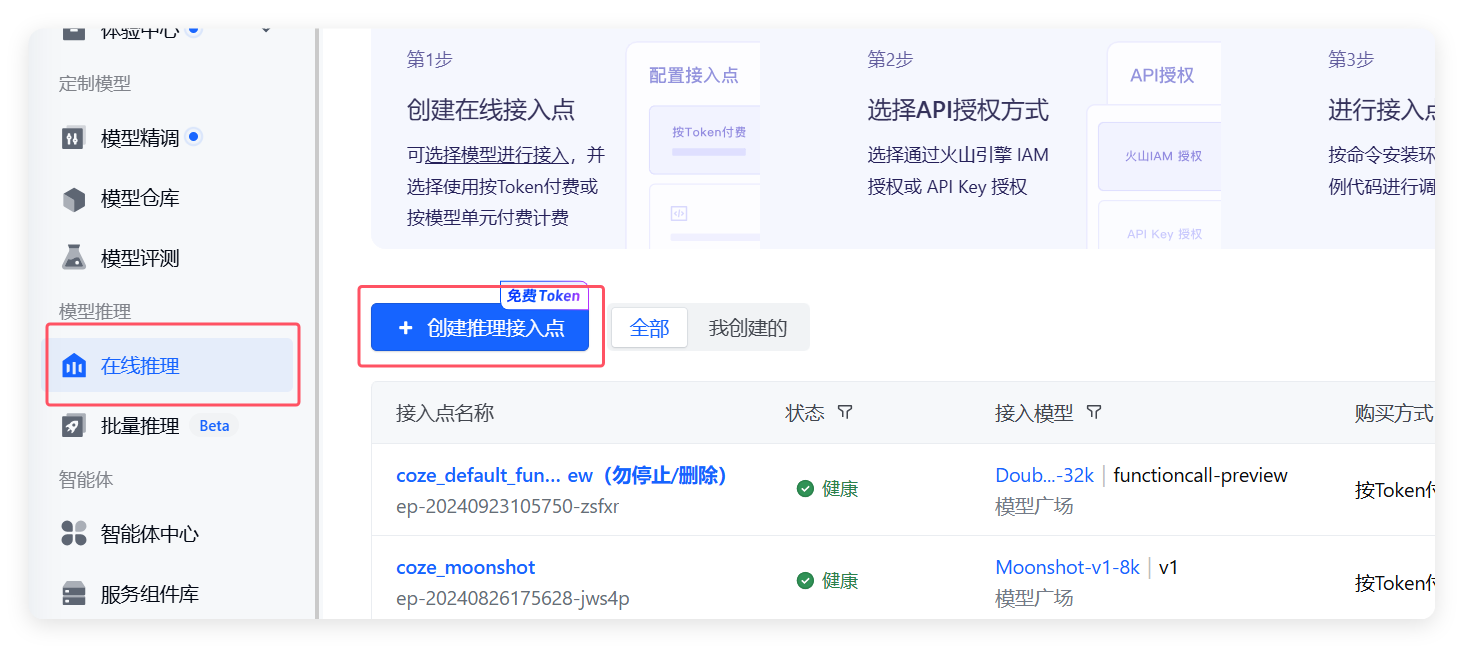 体验中心
定制模型
模型精调
模型仓库
模型评测
模型推理
在线推理
批量推理 Beta
智能体
智能体中心
服务组件库
第1步
创建在线接入点
可选择模型进行接入，并
选择使用按Token付费或
按模型单元付费计费
配置接入点
按Token付费
第2步
选择API授权方式
选择通过火山引擎 IAM
授权或 API Key 授权
API授权
火山IAM 授权
API Key 授权
第3步
进行接入点
按命令安装环
例代码进行调
免费Token
+ 创建推理接入点
全部
我创建的
接入点名称 状态 接入模型 购买方式
coze_default_fun... ew（勿停止/删除） 健康 Doub...-32k | functioncall-preview 按Token付
ep-20240923105750-zsfxr 模型广场
coze_moonshot 健康 Moonshot-v1-8k | v1 按Token付
ep-20240826175628-jws4p 模型广场